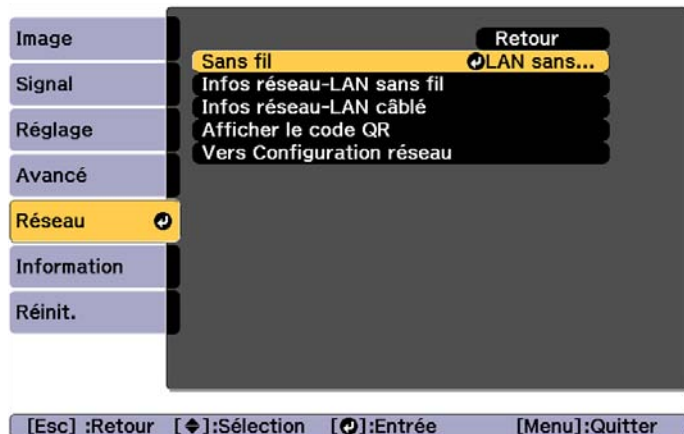 Image
Signal
Réglage
Avancé
Réseau
Information
Réinit.
Retour
Sans fil LAN sans...
Infos réseau-LAN sans fil
Infos réseau-LAN câblé
Afficher le code QR
Vers Configuration réseau
[Esc] :Retour [ ]:Sélection [ ]:Entrée [Menu]:Quitter